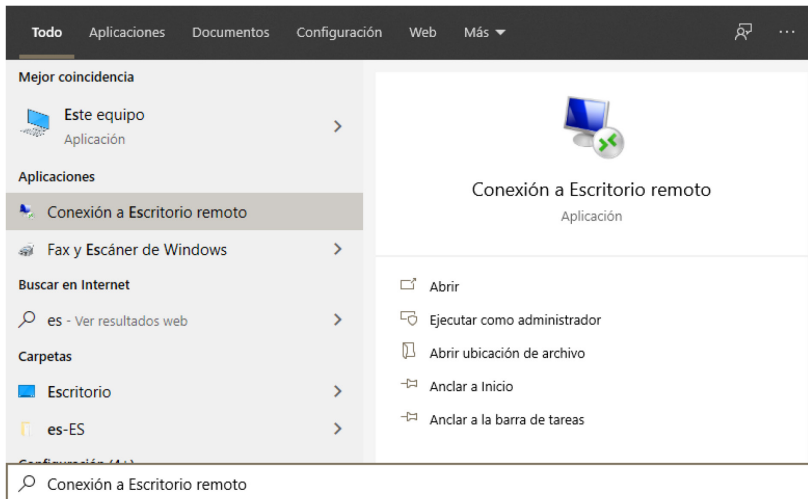 Todo Aplicaciones Documentos Configuración Web Más
Mejor coincidencia
Este equipo
Aplicación
Aplicaciones
Conexión a Escritorio remoto
Fax y Escáner de Windows
Buscar en Internet
es - Ver resultados web
Carpetas
Escritorio
es-ES
Configuración (4+)
Conexión a Escritorio remoto
Aplicación
Abrir
Ejecutar como administrador
Abrir ubicación de archivo
Anclar a Inicio
Anclar a la barra de tareas
Conexión a Escritorio remoto